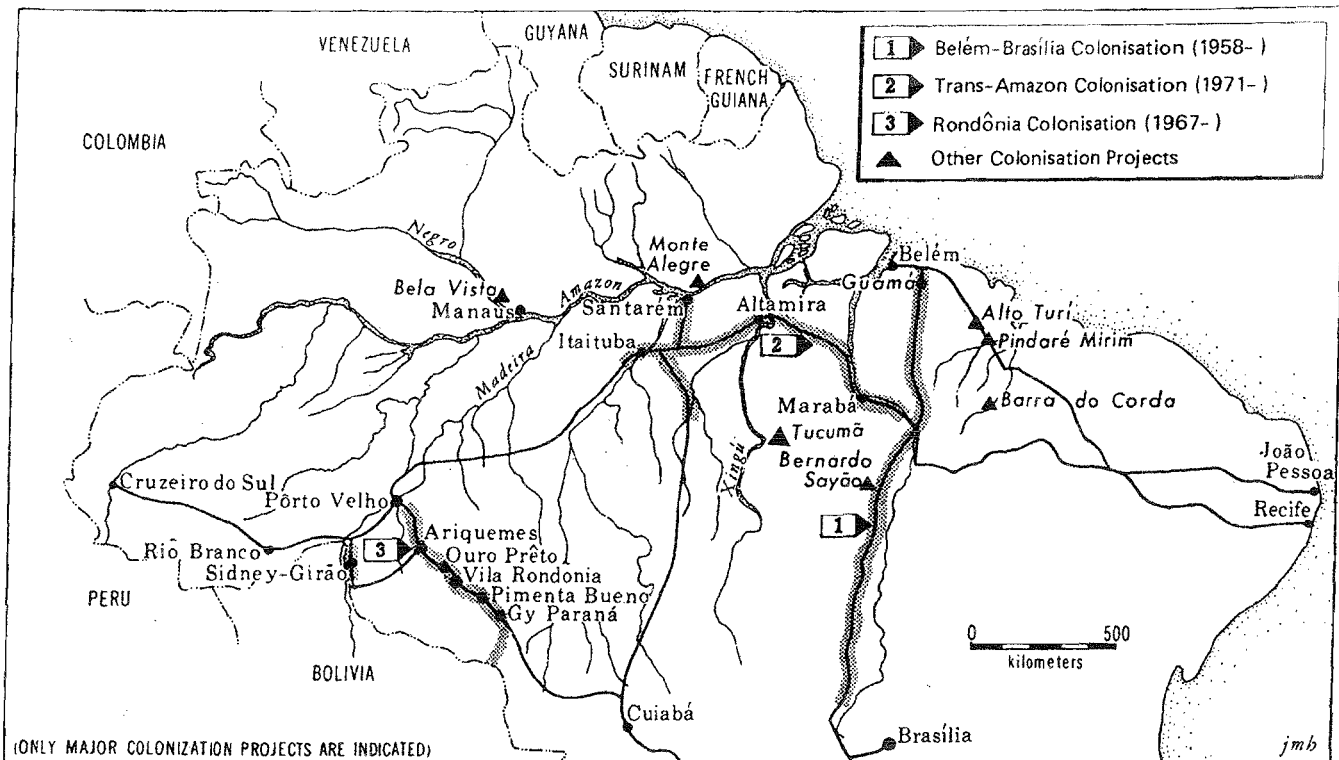 VENEZUELA
GUYANA
SURINAM
FRENCH
GUIANA
COLOMBIA
1 Belém-Brasília Colonisation (1958- )
2 Trans-Amazon Colonisation (1971- )
3 Rondônia Colonisation (1967- )
Other Colonisation Projects
Negro
Monte
Alegre
Belém
Bela Vista
Amazon
Guamá
Manaus
Santarém
Altamira
Alto Turí
Itaituba
2
Pindaré Mirim
Madeira
Marabá
Barra do Corda
Tucumã
Xingú
Bernardo
Sayão
João
Pessoa
Cruzeiro do Sul
Pôrto Velho
Recife
1
Ariquemes
3
Ouro Prêto
Rio Branco
Sidney-Girão
Vila Rondonia
Pimenta Bueno
Gy Paraná
PERU
0 500
kilometers
BOLIVIA
Cuiabá
Brasília
(ONLY MAJOR COLONIZATION PROJECTS ARE INDICATED)
jmh